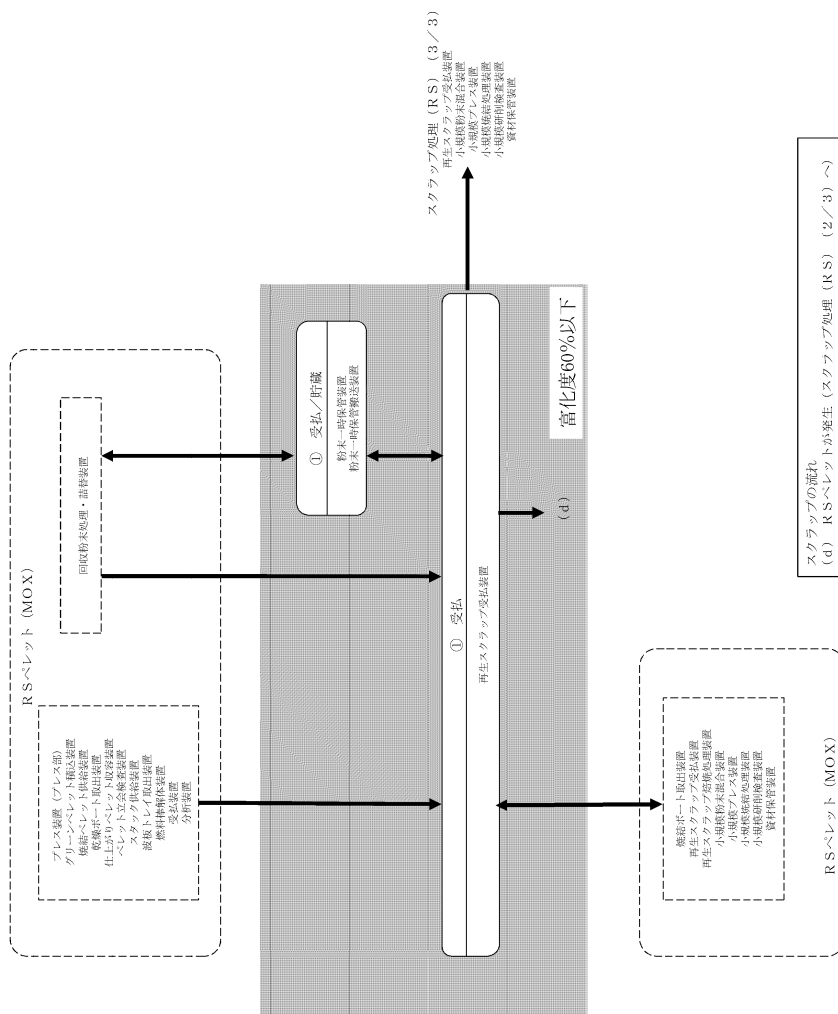 RSペレット(MOX)
プレス装置(プレス部)
グリーンペレット積込装置
焼結ペレット供給装置
乾燥ボート取出装置
仕上がりペレット収容装置
ペレット立会検査装置
スタック供給装置
波板トレイ取出装置
燃料棒解体装置
受払装置
分析装置
回収粉末処理・詰替装置
① 受払/貯蔵
粉末一時保管装置
粉末一時保管搬送装置
① 受払
再生スクラップ受払装置
(d)
富化度60%以下
スクラップ処理(RS) (3/3)
再生スクラップ受払装置
小規模粉末混合装置
小規模プレス装置
小規模焼結処理装置
小規模研削検査装置
資材保管装置
焼結ボート取出装置
再生スクラップ受払装置
再生スクラップ焙焼処理装置
小規模粉末混合装置
小規模プレス装置
小規模焼結処理装置
小規模研削検査装置
資材保管装置
RSペレット(MOX)
スクラップの流れ
(d) RSペレットが発生(スクラップ処理(RS) (2/3)へ)